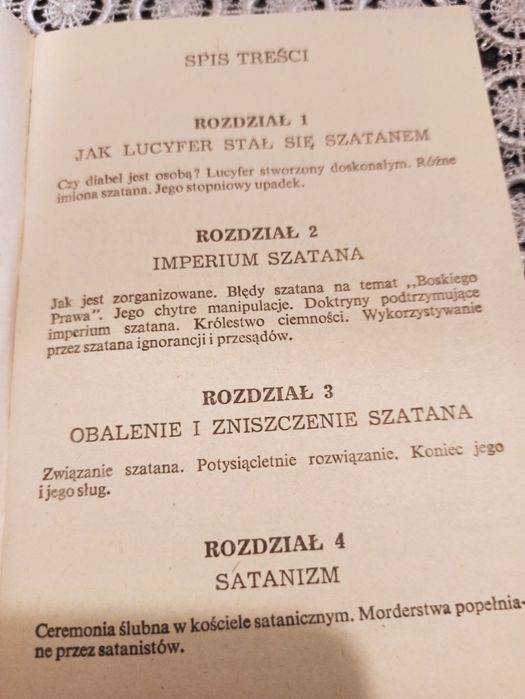 SPIS TREŚCI
ROZDZIAŁ 1
JAK LUCYFER STAŁ SIĘ SZATANEM
Czy diabeł jest osobą? Lucyfer stworzony doskonałym. Różne
imiona szatana. Jego stopniowy upadek.
ROZDZIAŁ 2
IMPERIUM SZATANA
Jak jest zorganizowane. Błędy szatana na temat ,,Boskiego
Prawa". Jego chytre manipulacje. Doktryny podtrzymujące
imperium szatana. Królestwo ciemności. Wykorzystywanie
przez szatana ignorancji i przesądów.
ROZDZIAŁ 3
OBALENIE I ZNISZCZENIE SZATANA
Związanie szatana. Potysiącletnie rozwiązanie. Koniec jego
i jego sług.
ROZDZIAŁ 4
SATANIZM
Ceremonia ślubna w kościele satanicznym. Morderstwa popełnia-
ne przez satanistów.